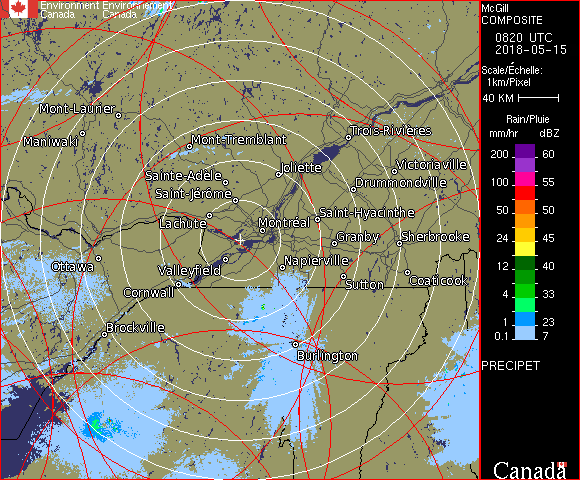 Environment Environnement
Canada Canada
McGill
COMPOSITE
0820 UTC
2018-05-15
Scale/Échelle:
1km/Pixel
40 KM
Rain/Pluie
mm/hr dBZ
200 60
155
100 55
50 50
24 45
12 40
4 33
1 23
0.1 7
PRECIPET
Canada
Mont-Laurier
Maniwaki
Mont-Tremblant
Trois-Rivières
Joliette
Victoriaville
Sainte-Adèle
Drummondville
Saint-Jérôme
Saint-Hyacinthe
Lachute
Montréal
Granby
Sherbrooke
Ottawa
Valleyfield
Napierville
Cornwall
Sutton
Coaticook
Brockville
Burlington